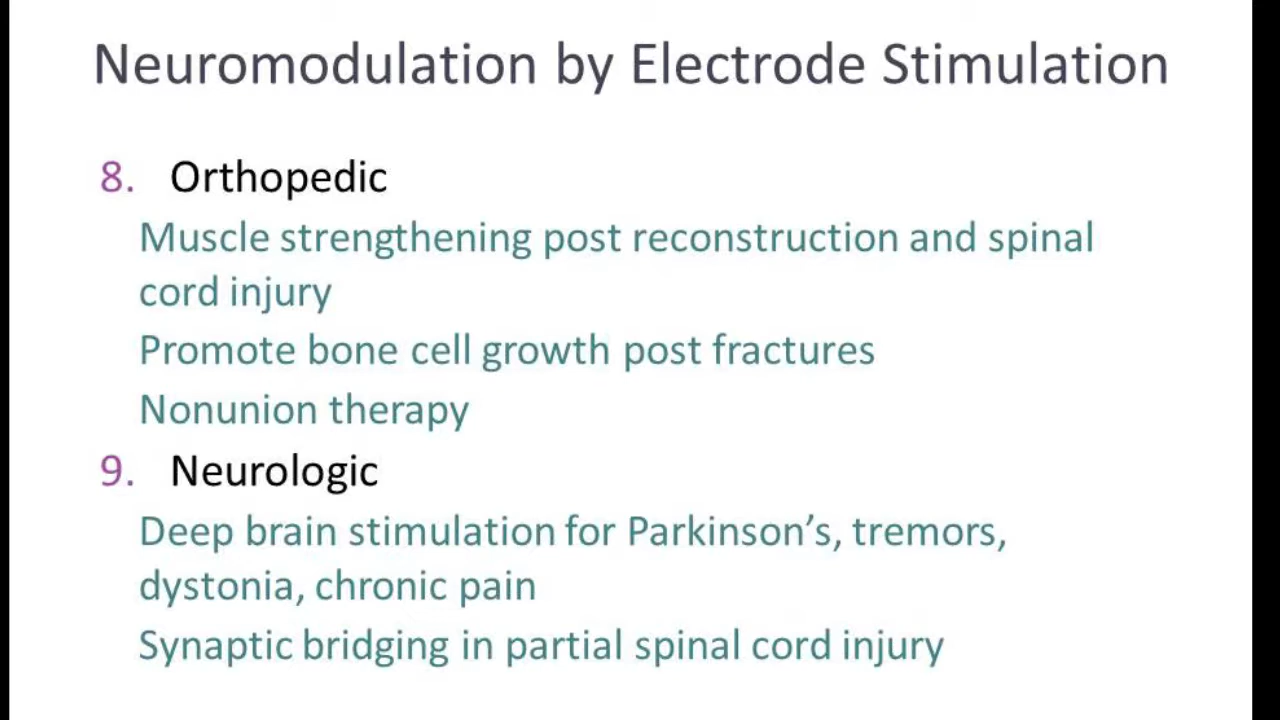 Neuromodulation by Electrode Stimulation
8. Orthopedic
Muscle strengthening post reconstruction and spinal
cord injury
Promote bone cell growth post fractures
Nonunion therapy
9. Neurologic
Deep brain stimulation for Parkinson’s, tremors,
dystonia, chronic pain
Synaptic bridging in partial spinal cord injury